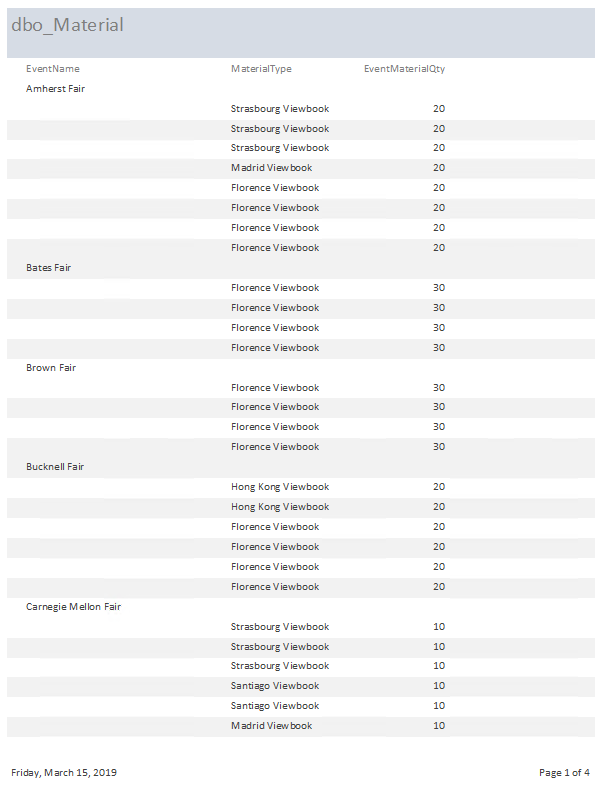 dbo_Material
EventName MaterialType EventMaterialQty
Amherst Fair
Strasbourg Viewbook 20
Strasbourg Viewbook 20
Strasbourg Viewbook 20
Madrid Viewbook 20
Florence Viewbook 20
Florence Viewbook 20
Florence Viewbook 20
Florence Viewbook 20
Bates Fair
Florence Viewbook 30
Florence Viewbook 30
Florence Viewbook 30
Florence Viewbook 30
Brown Fair
Florence Viewbook 30
Florence Viewbook 30
Florence Viewbook 30
Florence Viewbook 30
Bucknell Fair
Hong Kong Viewbook 20
Hong Kong Viewbook 20
Florence Viewbook 20
Florence Viewbook 20
Florence Viewbook 20
Florence Viewbook 20
Carnegie Mellon Fair
Strasbourg Viewbook 10
Strasbourg Viewbook 10
Strasbourg Viewbook 10
Santiago Viewbook 10
Santiago Viewbook 10
Madrid Viewbook 10
Friday, March 15, 2019 Page 1 of 4